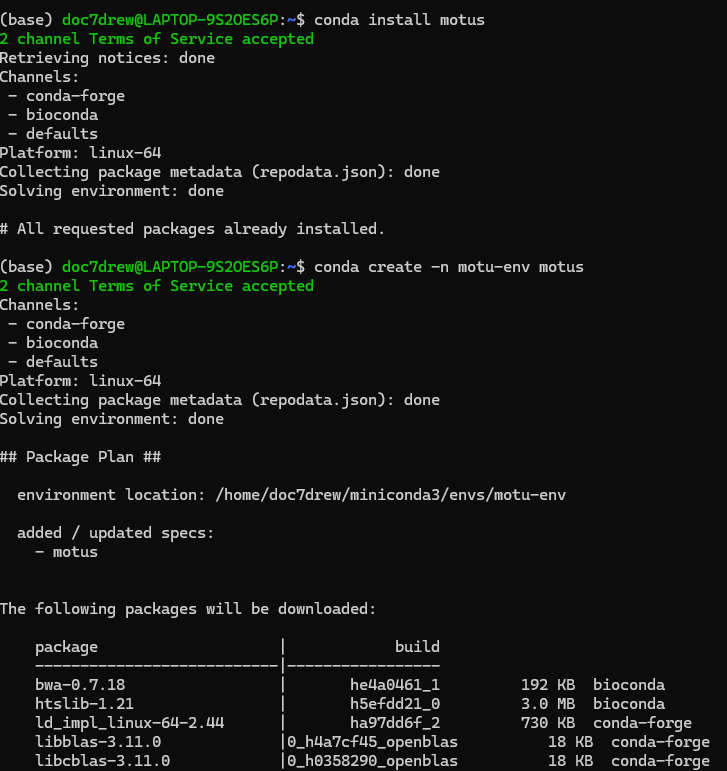 (base) doc7drew@LAPTOP-9S2OES6P:~$ conda install motus
2 channel Terms of Service accepted
Retrieving notices: done
Channels:
 - conda-forge
 - bioconda
 - defaults
Platform: linux-64
Collecting package metadata (repodata.json): done
Solving environment: done

# All requested packages already installed.

(base) doc7drew@LAPTOP-9S2OES6P:~$ conda create -n motu-env motus
2 channel Terms of Service accepted
Channels:
 - conda-forge
 - bioconda
 - defaults
Platform: linux-64
Collecting package metadata (repodata.json): done
Solving environment: done

## Package Plan ##

  environment location: /home/doc7drew/miniconda3/envs/motu-env

  added / updated specs:
    - motus


The following packages will be downloaded:

    package                    |            build
    ---------------------------|-----------------
    bwa-0.7.18                 |       he4a0461_1         192 KB  bioconda
    htslib-1.21                |       h5efdd21_0         3.0 MB  bioconda
    ld_impl_linux-64-2.44      |       ha97dd6f_2         730 KB  conda-forge
    libblas-3.11.0             |0_h4a7cf45_openblas          18 KB  conda-forge
    libcblas-3.11.0            |0_h0358290_openblas          18 KB  conda-forge